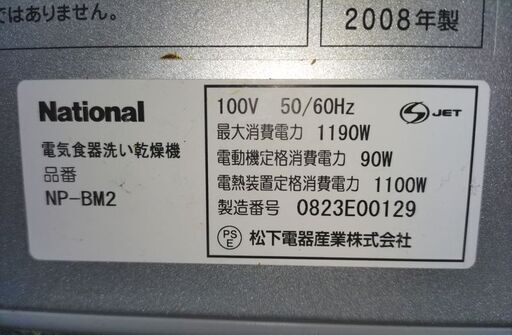 ではありません。
2008年製
National
電気食器洗い乾燥機
品番
NP-BM2
100V 50/60Hz
最大消費電力 1190W
電動機定格消費電力 90W
電熱装置定格消費電力 1100W
製造番号 0823E00129
PS
E
松下電器産業株式会社
S JET